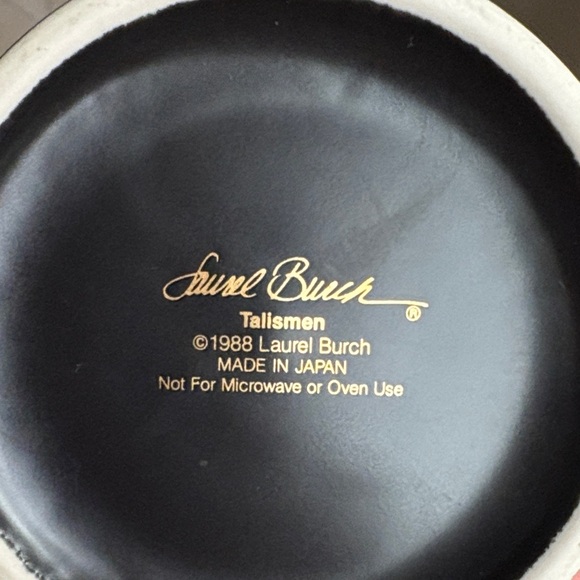 Laurel Burch ®
Talismen
©1988 Laurel Burch
MADE IN JAPAN
Not For Microwave or Oven Use